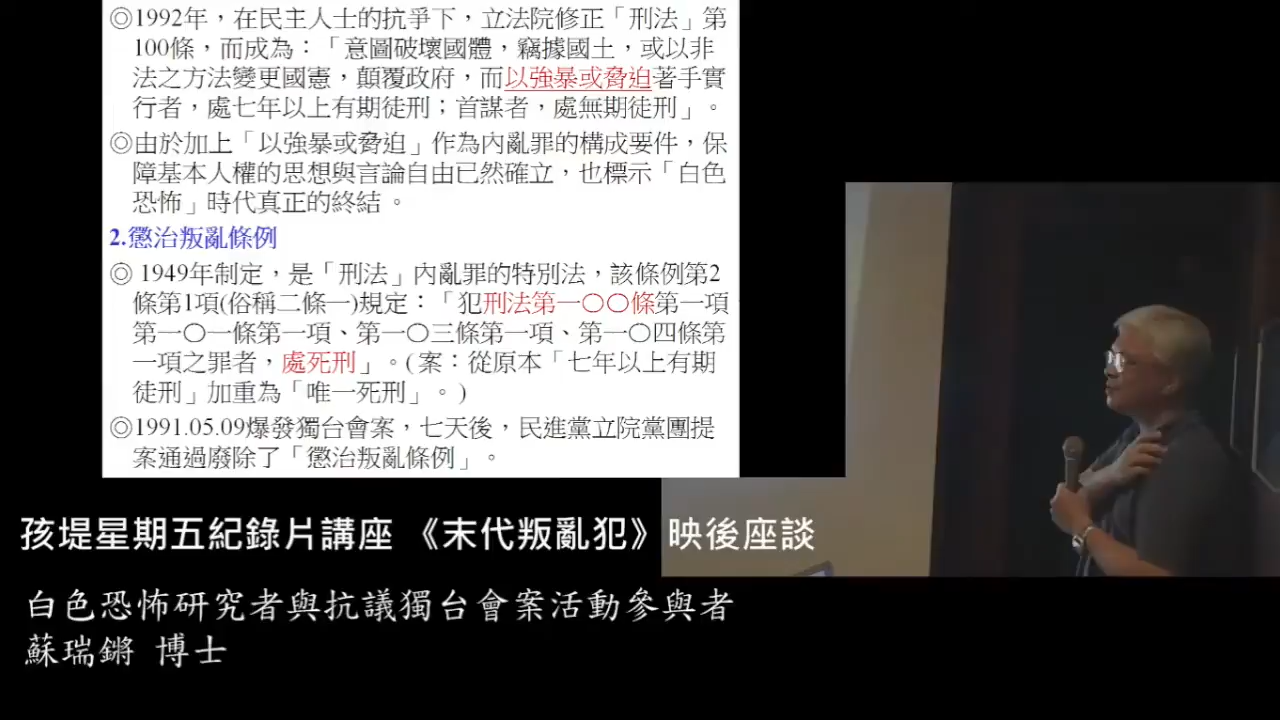 ◎1992年，在民主人士的抗爭下，立法院修正「刑法」第
100條，而成為：「意圖破壞國體，竊據國土，或以非
法之方法變更國憲，顛覆政府，而以強暴或脅迫著手實
行者，處七年以上有期徒刑；首謀者，處無期徒刑」。
◎由於加上「以強暴或脅迫」作為內亂罪的構成要件，保
障基本人權的思想與言論自由已然確立，也標示「白色
恐怖」時代真正的終結。
2.懲治叛亂條例
◎ 1949年制定，是「刑法」內亂罪的特別法，該條例第2
條第1項(俗稱二條一)規定：「犯刑法第一〇〇條第一項
第一〇一條第一項、第一〇三條第一項、第一〇四條第
一項之罪者，處死刑」。(案：從原本「七年以上有期
徒刑」加重為「唯一死刑」。)
◎1991.05.09爆發獨台會案，七天後，民進黨立院黨團提
案通過廢除了「懲治叛亂條例」。
孩堤星期五紀錄片講座《末代叛亂犯》映後座談
白色恐怖研究者與抗議獨台會案活動參與者
蘇瑞鏘 博士